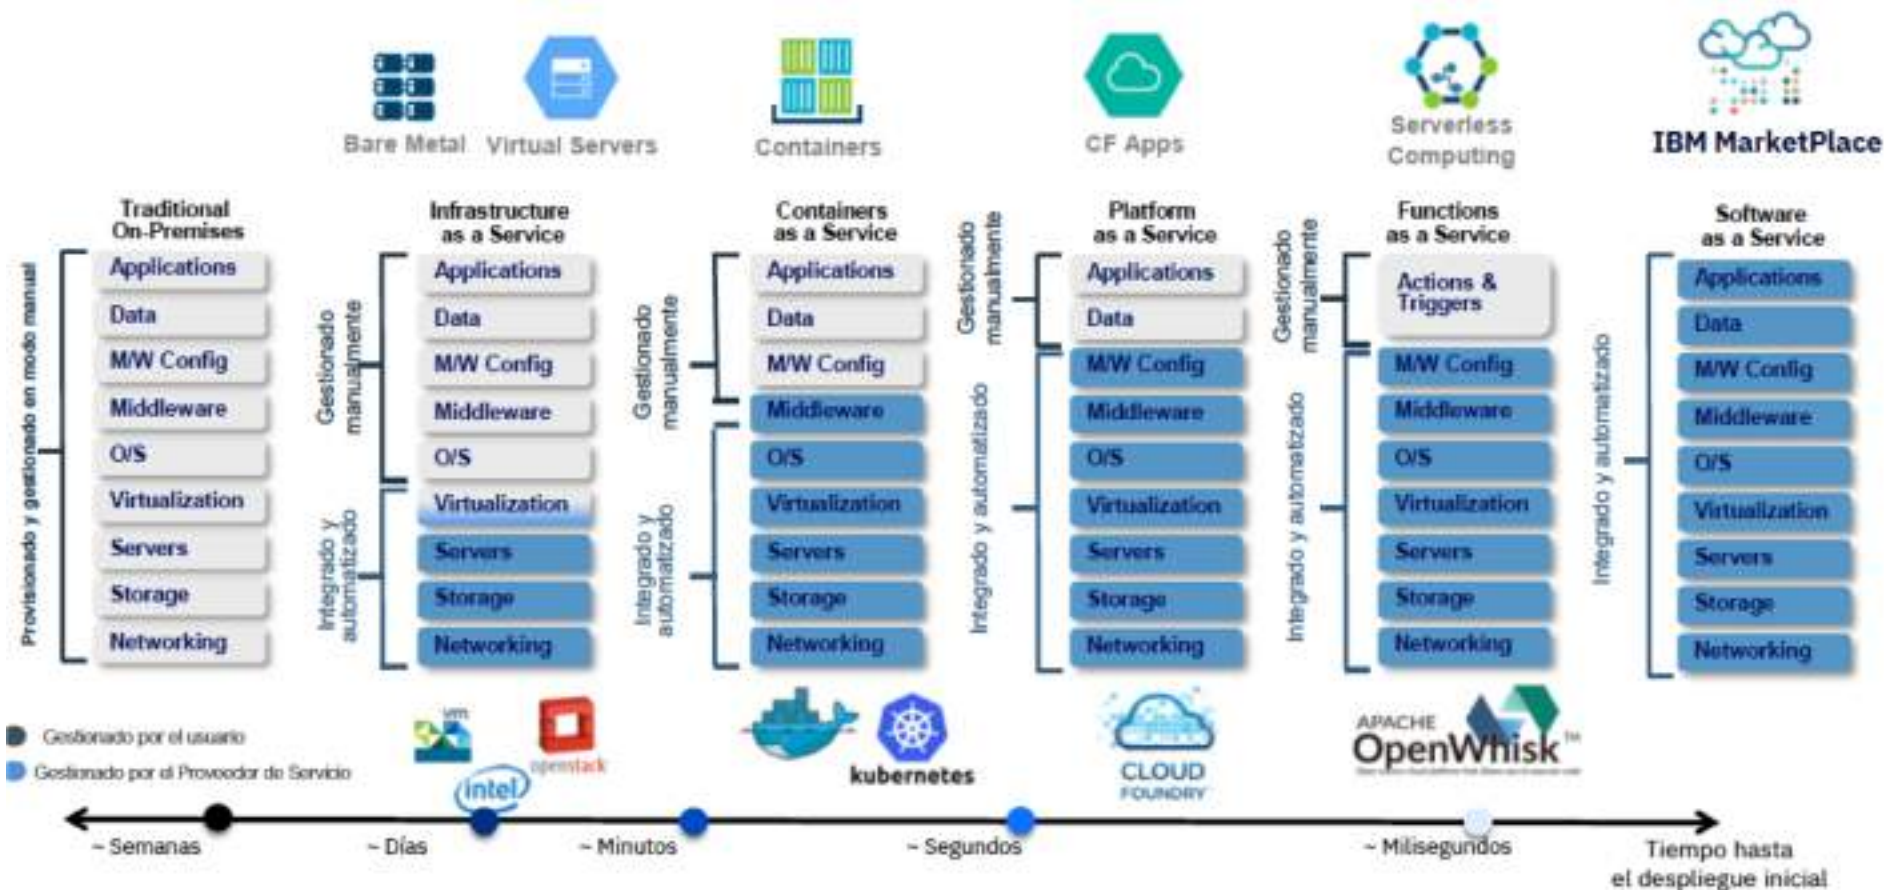 Bare Metal
Virtual Servers
Containers
CF Apps
Serverless
Computing
IBM MarketPlace
Provisionado y gestionado en modo manual
Traditional
On-Premises
Applications
Data
M/W Config
Middleware
O/S
Virtualization
Servers
Storage
Networking
Gestionado
manualmente
Integrado y
automatizado
Infrastructure
as a Service
Applications
Data
M/W Config
Middleware
O/S
Virtualization
Servers
Storage
Networking
Gestionado
manualmente
Integrado y
automatizado
Containers
as a Service
Applications
Data
M/W Config
Middleware
O/S
Virtualization
Servers
Storage
Networking
Gestionado
manualmente
Integrado y automatizado
Platform
as a Service
Applications
Data
M/W Config
Middleware
O/S
Virtualization
Servers
Storage
Networking
Gestionado
manualmente
Integrado y automatizado
Functions
as a Service
Actions &
Triggers
M/W Config
Middleware
O/S
Virtualization
Servers
Storage
Networking
Integrado y automatizado
Software
as a Service
Applications
Data
M/W Config
Middleware
O/S
Virtualization
Servers
Storage
Networking
Gestionado por el usuario
Gestionado por el Proveedor de Servicio
vm
openstack
intel
kubernetes
CLOUD
FOUNDRY
APACHE
OpenWhisk™
~ Semanas
~ Días
~ Minutos
~ Segundos
~ Milisegundos
Tiempo hasta
el despliegue inicial